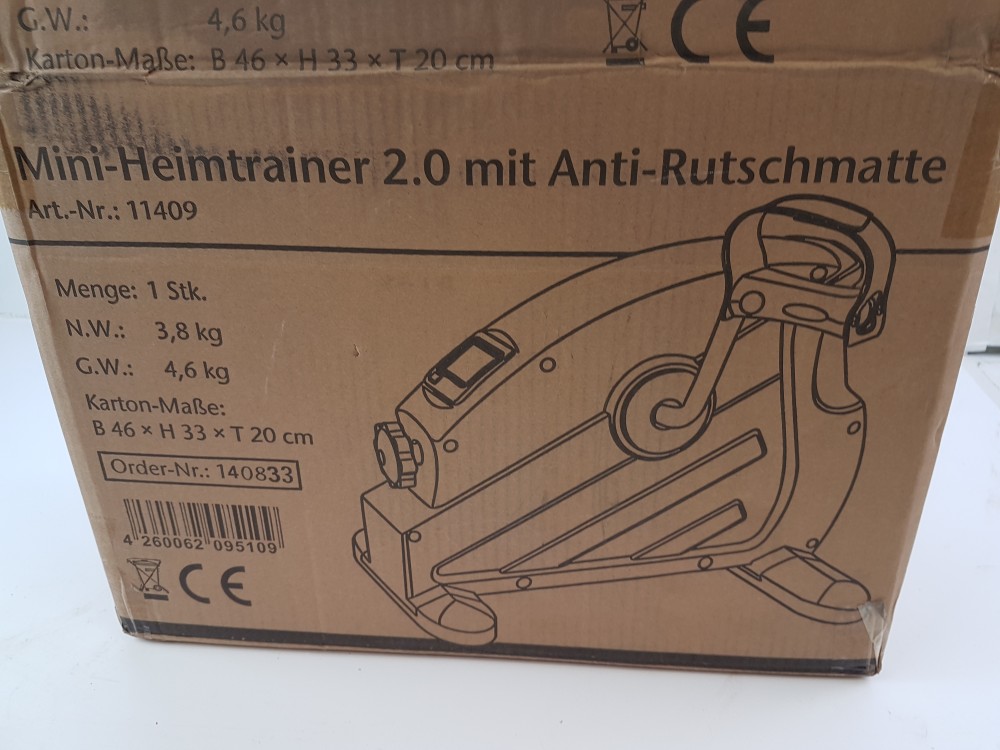 G.W.: 4,6 kg
Karton-Maße: B 46 × H 33 × T 20 cm
CE
Mini-Heimtrainer 2.0 mit Anti-Rutschmatte
Art.-Nr.: 11409
Menge: 1 Stk.
N.W.: 3,8 kg
G.W.: 4,6 kg
Karton-Maße:
B 46 × H 33 × T 20 cm
Order-Nr.: 140833
4 260062 095109
CE